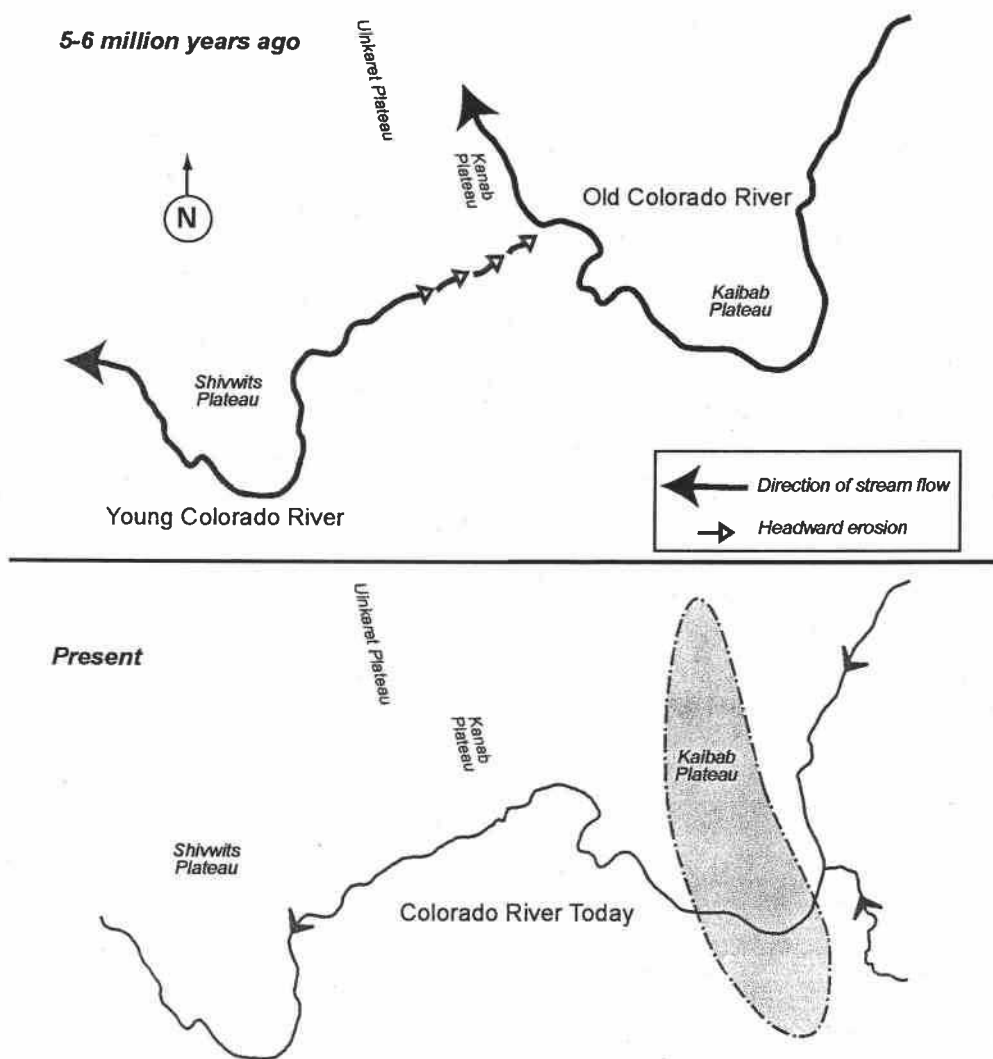 5-6 million years ago
Uinkaret Plateau
Kanab
Plateau
N
Old Colorado River
Kaibab
Plateau
Shivwits
Plateau
Young Colorado River
Direction of stream flow
Headward erosion
Present
Uinkaret Plateau
Kanab
Plateau
Kaibab
Plateau
Shivwits
Plateau
Colorado River Today